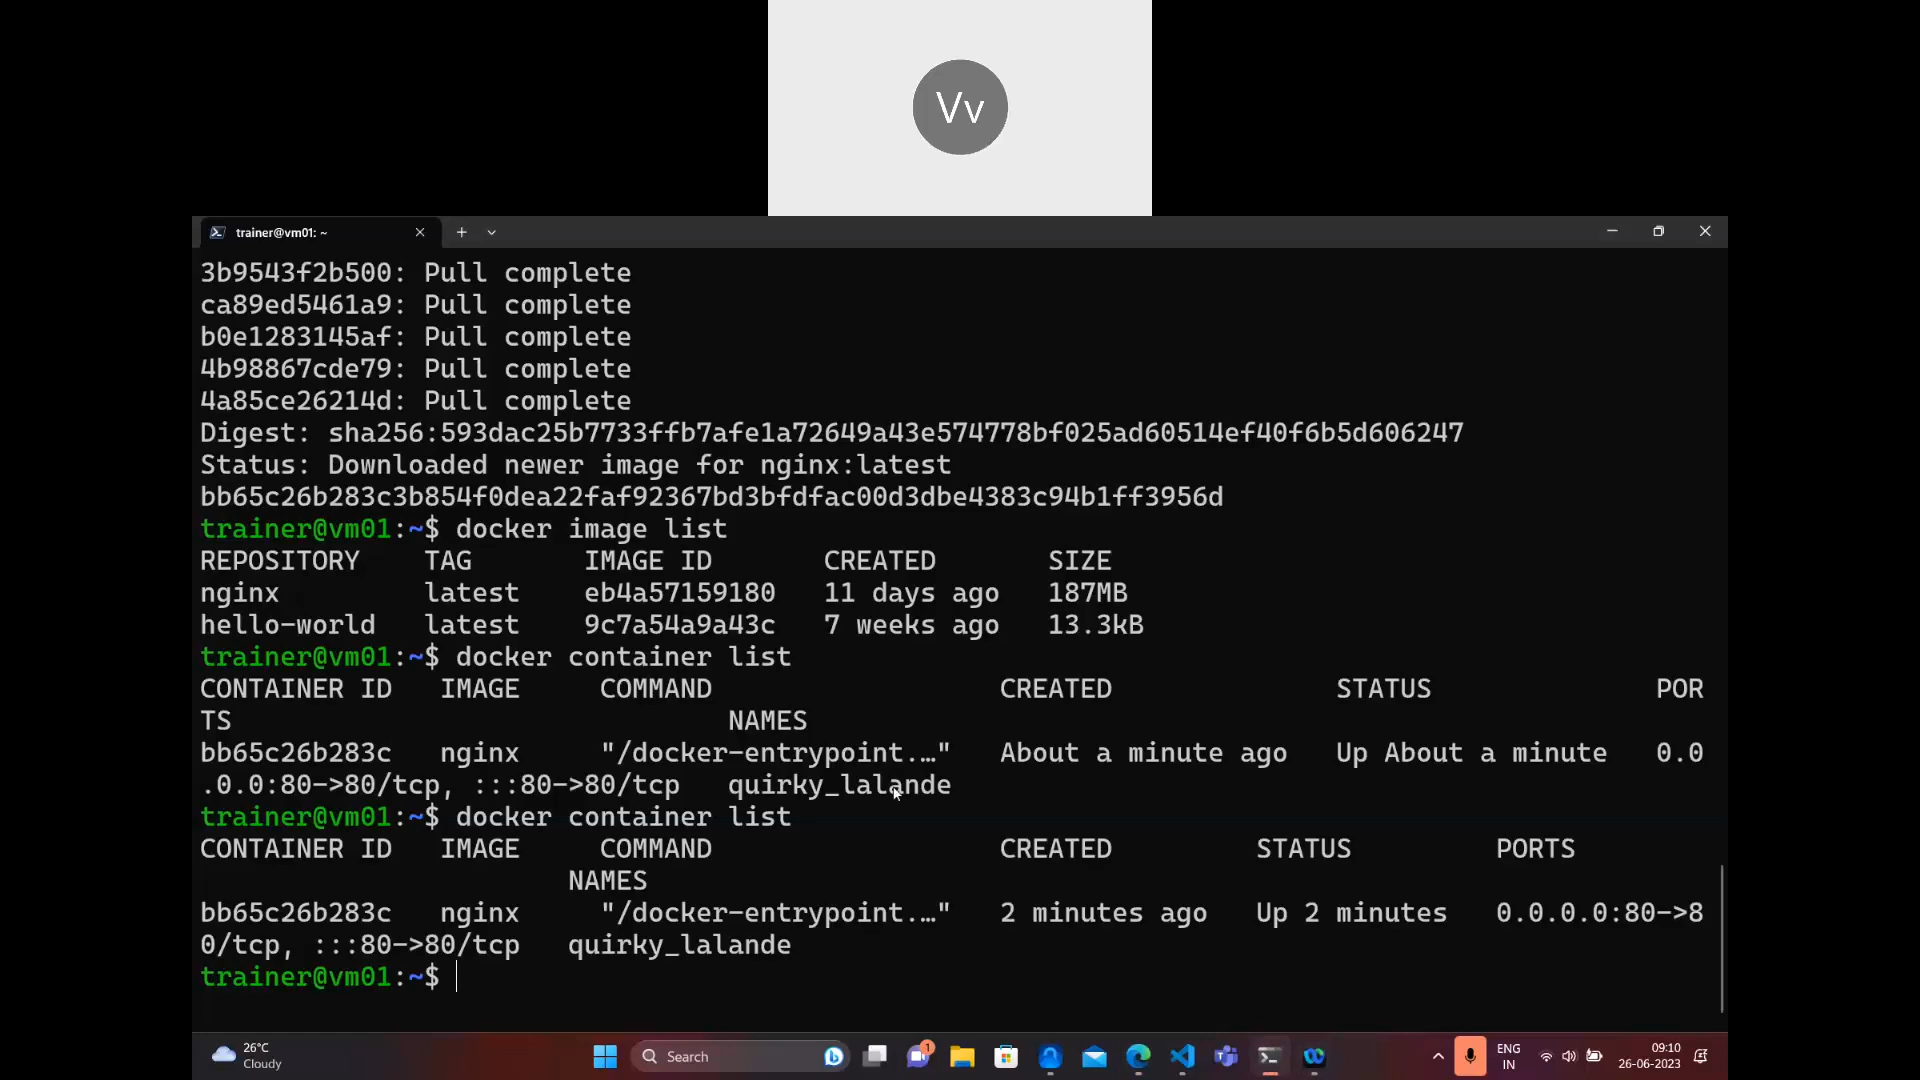 Vv
trainer@vm01: ~
3b9543f2b500: Pull complete
ca89ed5461a9: Pull complete
b0e1283145af: Pull complete
4b98867cde79: Pull complete
4a85ce26214d: Pull complete
Digest: sha256:593dac25b7733ffb7afe1a72649a43e574778bf025ad60514ef40f6b5d606247
Status: Downloaded newer image for nginx:latest
bb65c26b283c3b854f0dea22faf92367bd3bfdfac00d3dbe4383c94b1ff3956d
trainer@vm01:~$ docker image list
REPOSITORY TAG IMAGE ID CREATED SIZE
nginx latest eb4a57159180 11 days ago 187MB
hello-world latest 9c7a54a9a43c 7 weeks ago 13.3kB
trainer@vm01:~$ docker container list
CONTAINER ID IMAGE COMMAND CREATED STATUS POR
TS NAMES
bb65c26b283c nginx "/docker-entrypoint.…" About a minute ago Up About a minute 0.0
.0.0:80->80/tcp, :::80->80/tcp quirky_lalande
trainer@vm01:~$ docker container list
CONTAINER ID IMAGE COMMAND CREATED STATUS PORTS
NAMES
bb65c26b283c nginx "/docker-entrypoint.…" 2 minutes ago Up 2 minutes 0.0.0.0:80->8
0/tcp, :::80->80/tcp quirky_lalande
trainer@vm01:~$
26°C
Cloudy
Search
1
ENG
IN
09:10
26-06-2023